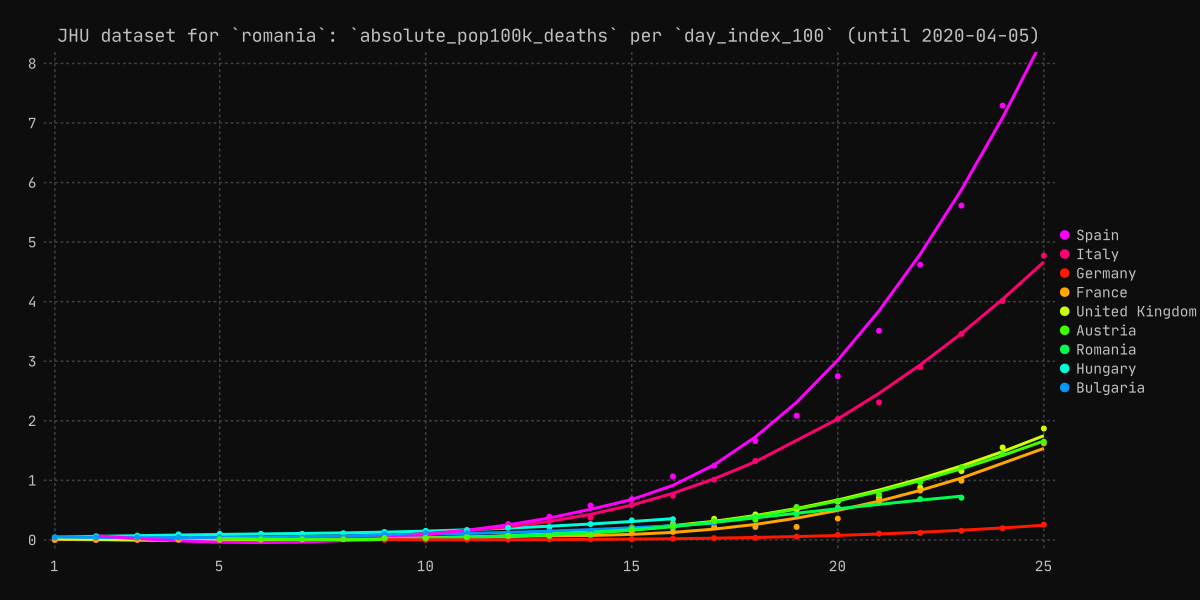 JHU dataset for `romania`: `absolute_pop100k_deaths` per `day_index_100` (until 2020-04-05)
8
7
6
5
4
3
2
1
0
1 5 10 15 20 25
Spain
Italy
Germany
France
United Kingdom
Austria
Romania
Hungary
Bulgaria